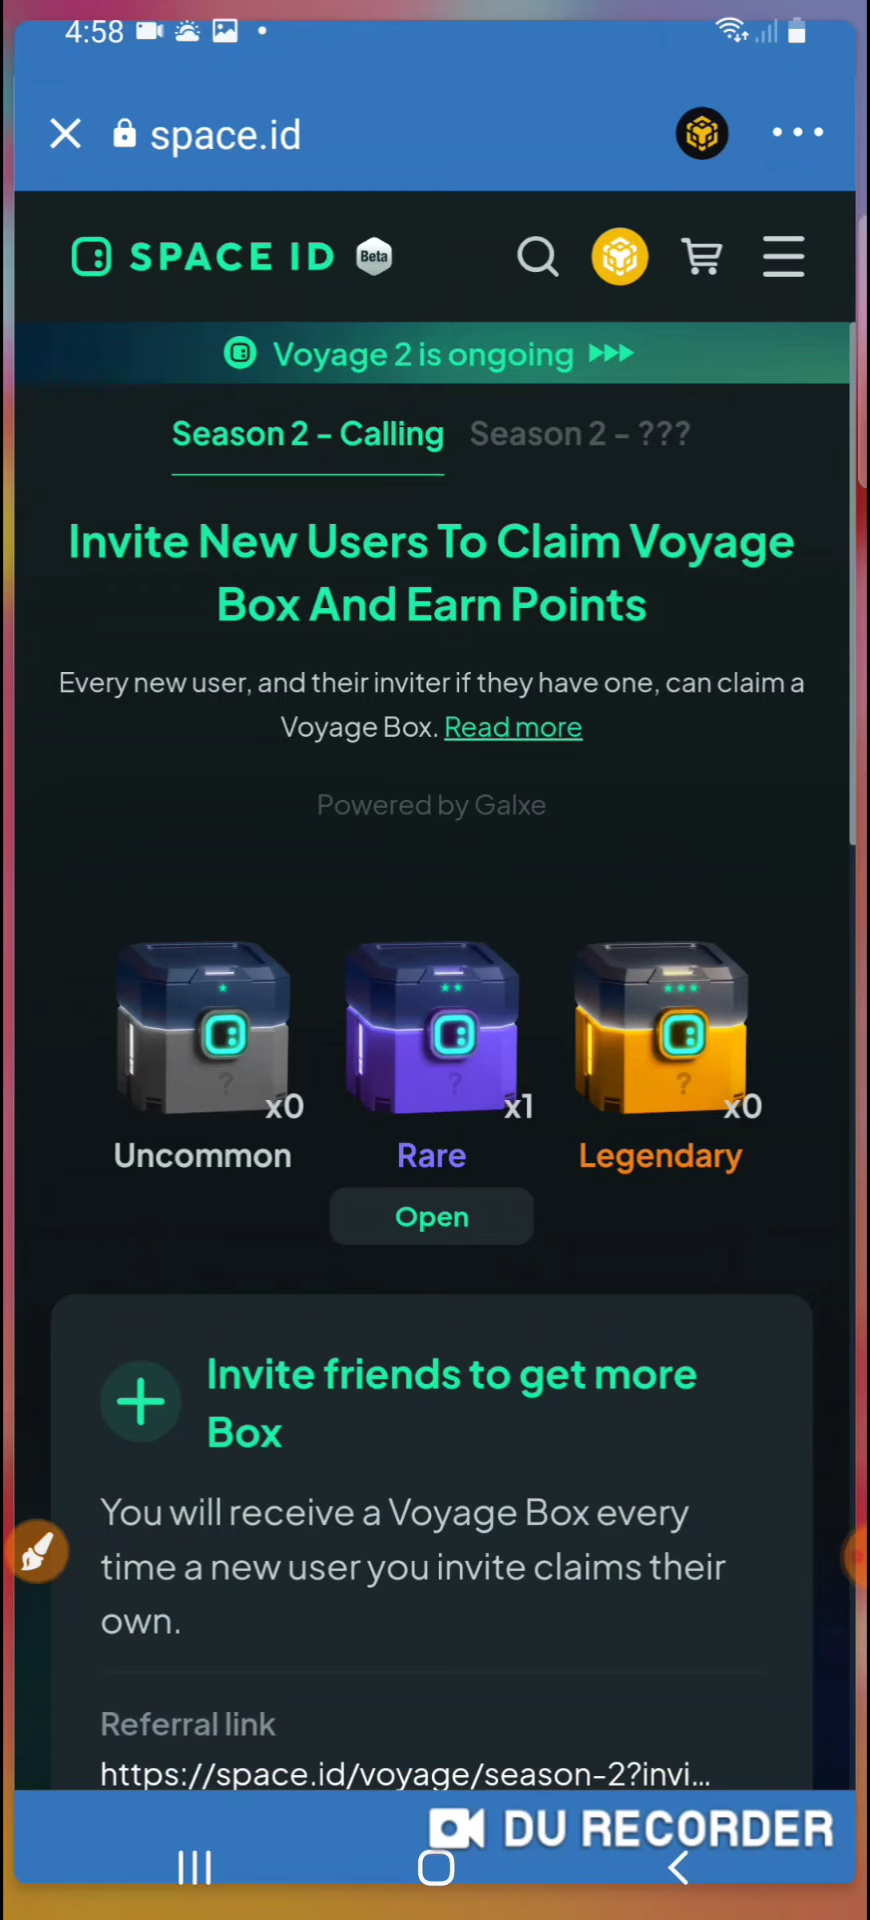 4:58
space.id
SPACE ID Beta
Voyage 2 is ongoing
Season 2 - Calling Season 2 - ???
Invite New Users To Claim Voyage
Box And Earn Points
Every new user, and their inviter if they have one, can claim a
Voyage Box. Read more
Powered by Galxe
? ? ?
x0 x1 x0
Uncommon Rare Legendary
Open
Invite friends to get more
Box
You will receive a Voyage Box every
time a new user you invite claims their
own.
Referral link
https://space.id/voyage/season-2?invi...
DU RECORDER